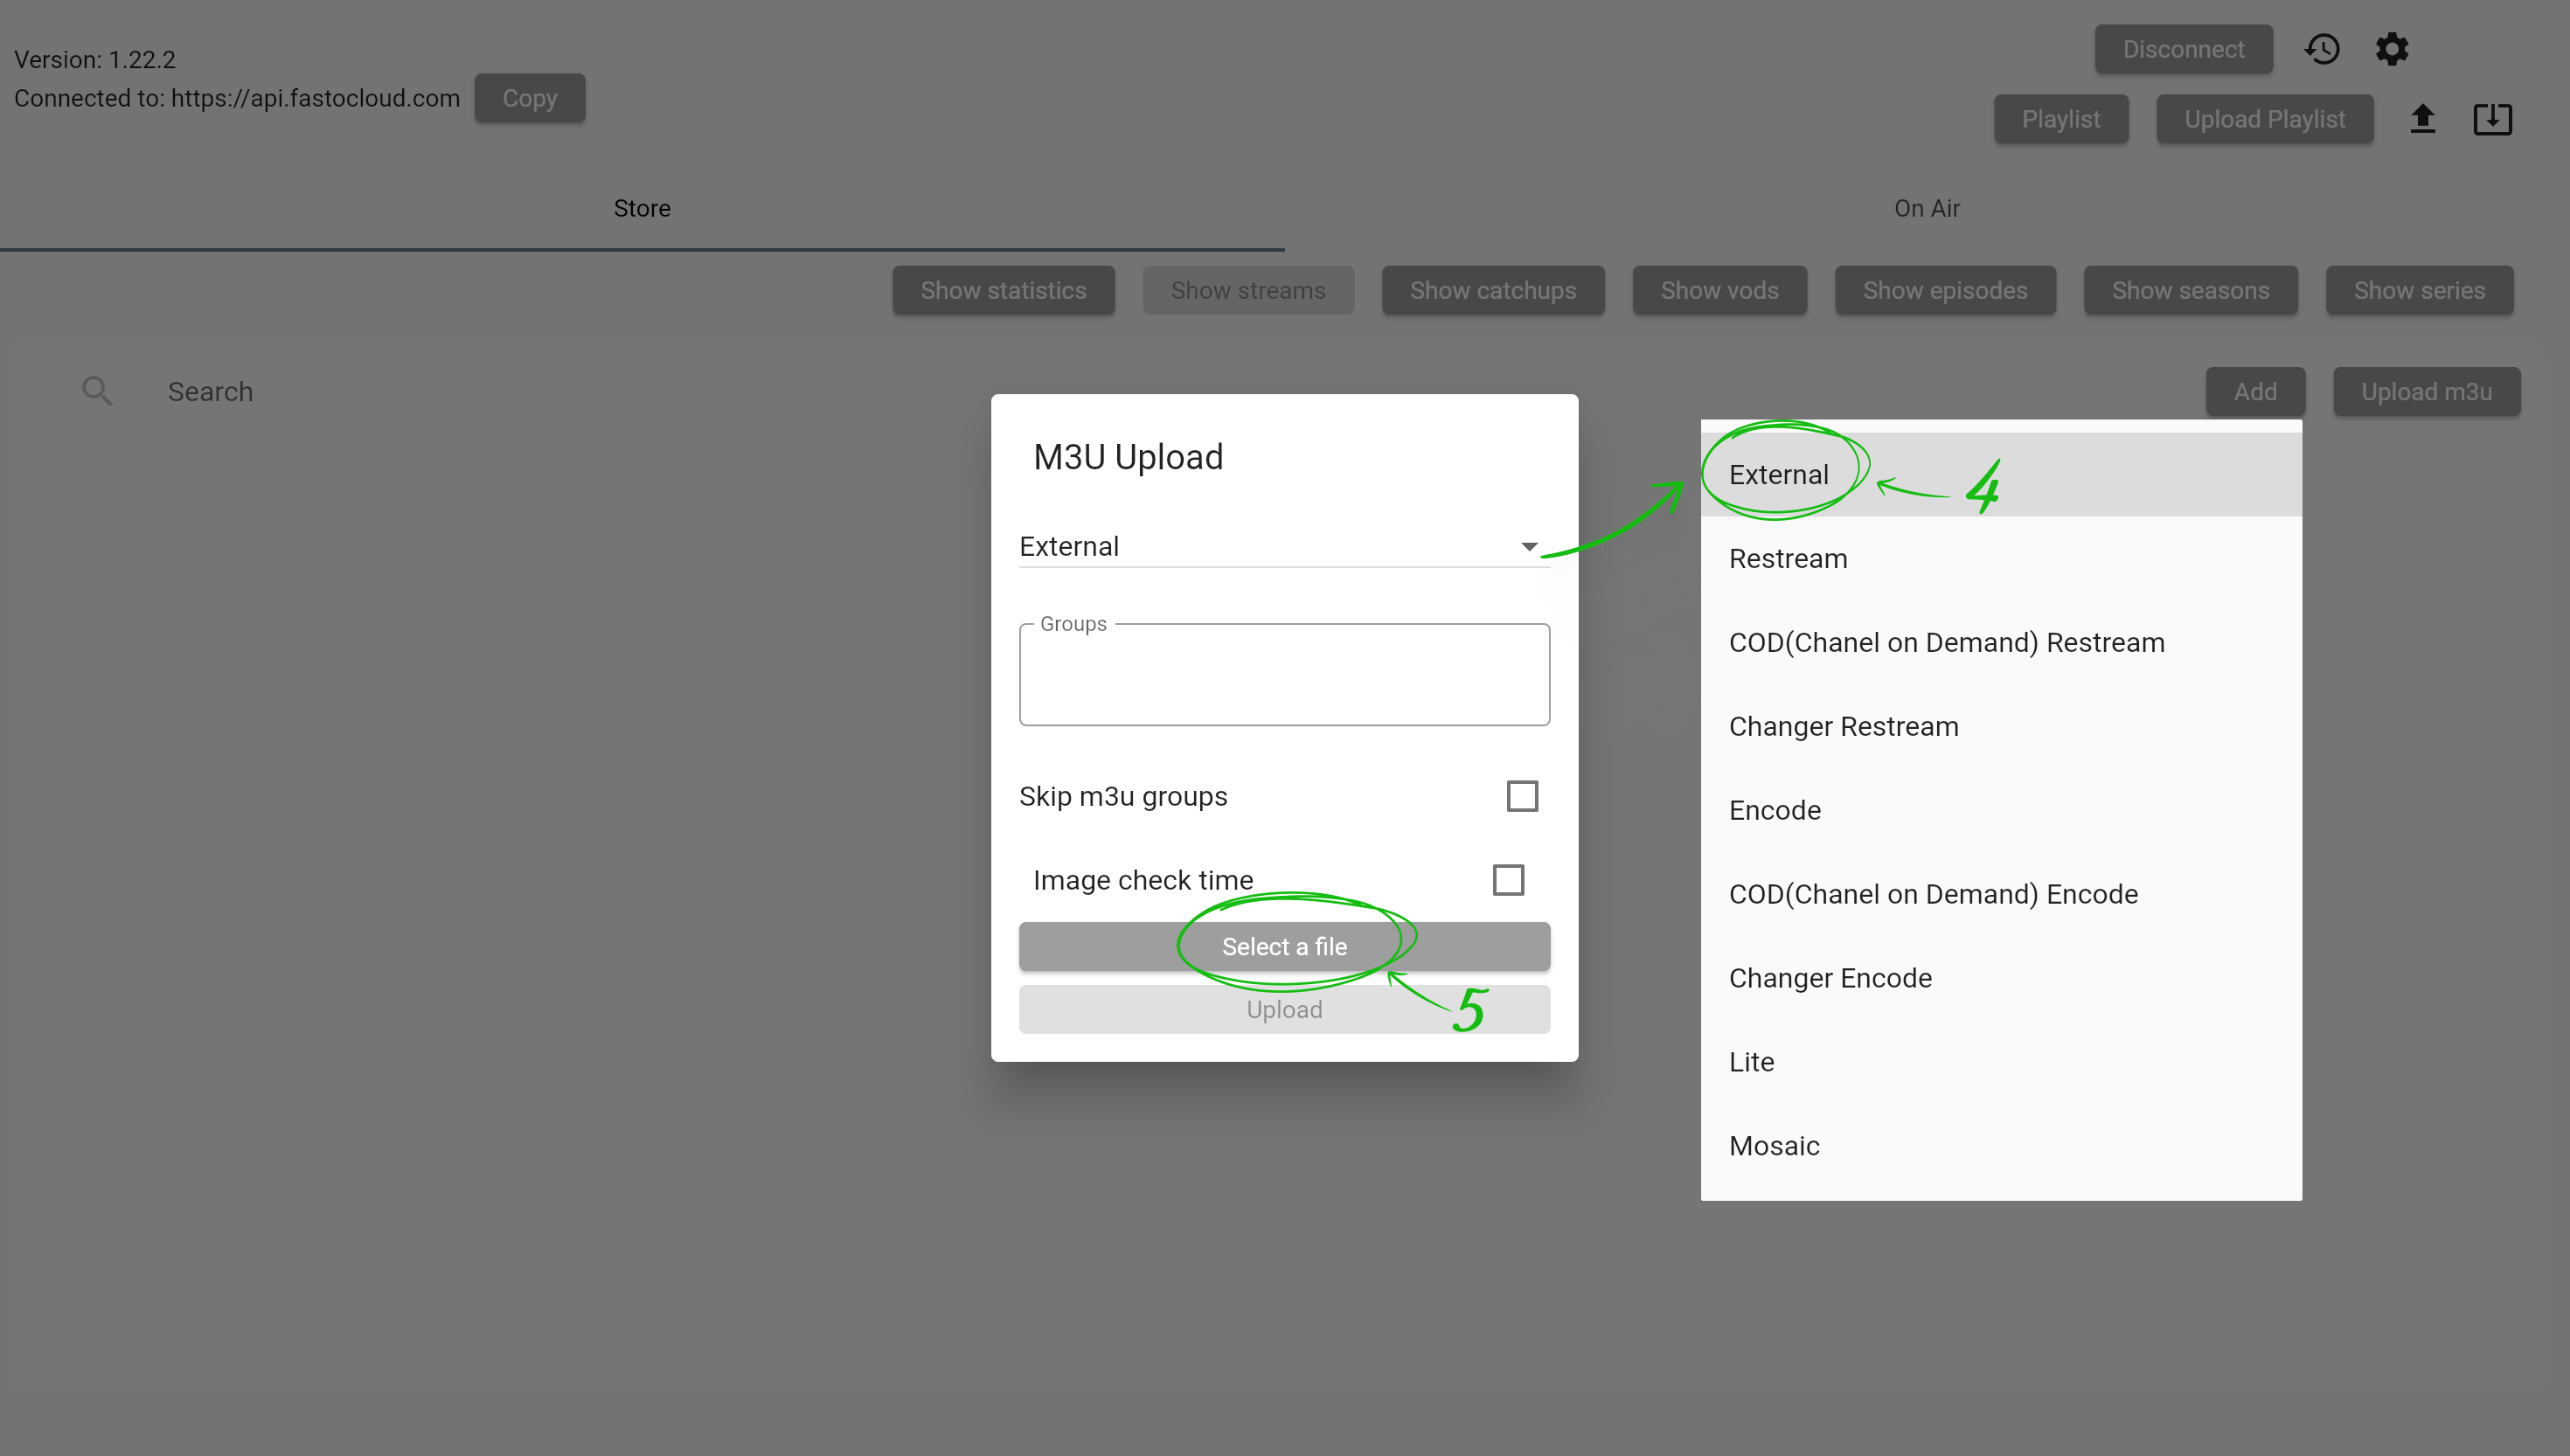 Version: 1.22.2
Connected to: https://api.fastocloud.com Copy
Disconnect
Playlist Upload Playlist
Store On Air
Show statistics Show streams Show catchups Show vods Show episodes Show seasons Show series
Search Add Upload m3u
M3U Upload
External
Groups
Skip m3u groups
Image check time
Select a file
Upload
5
External 4
Restream
COD(Chanel on Demand) Restream
Changer Restream
Encode
COD(Chanel on Demand) Encode
Changer Encode
Lite
Mosaic